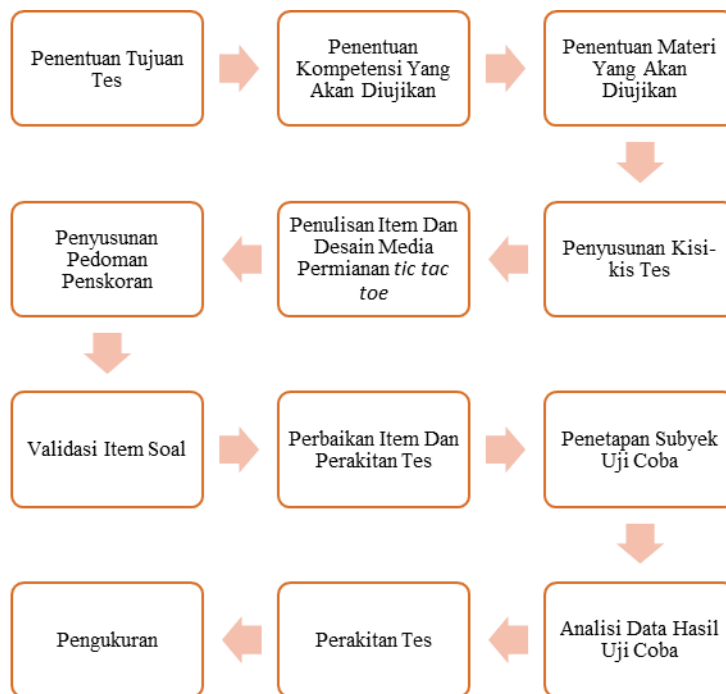 Penentuan Tujuan
Tes
Penentuan
Kompetensi Yang
Akan Diujikan
Penentuan Materi
Yang Akan
Diujikan
Penyusunan Kisi-
kis Tes
Penulisan Item Dan
Desain Media
Permianan tic tac
toe
Penyusunan
Pedoman
Penskoran
Validasi Item Soal
Perbaikan Item Dan
Perakitan Tes
Penetapan Subyek
Uji Coba
Analisi Data Hasil
Uji Coba
Perakitan Tes
Pengukuran